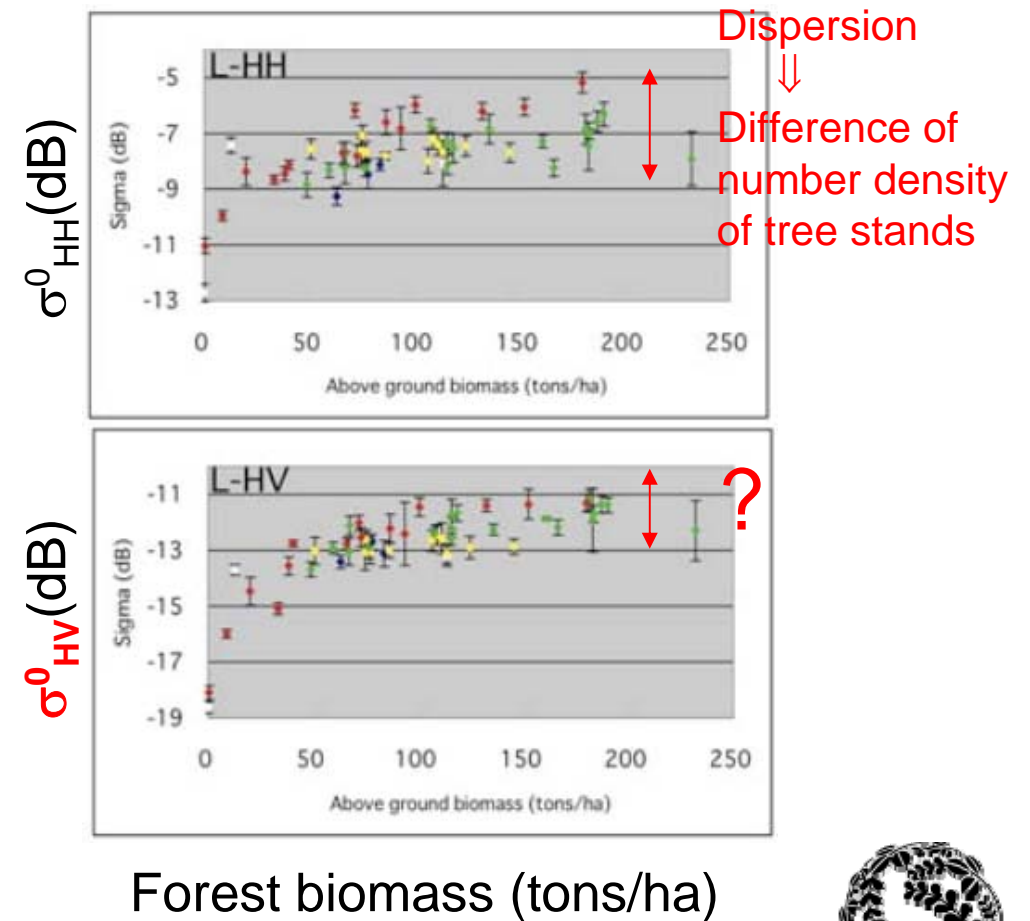 Dispersion
⇓
Difference of
number density
of tree stands
σ⁰HH(dB)
L-HH
Sigma (dB)
-5
-7
-9
-11
-13
0 50 100 150 200 250
Above ground biomass (tons/ha)
σ⁰HV(dB)
L-HV
?
Sigma (dB)
-11
-13
-15
-17
-19
0 50 100 150 200 250
Above ground biomass (tons/ha)
Forest biomass (tons/ha)